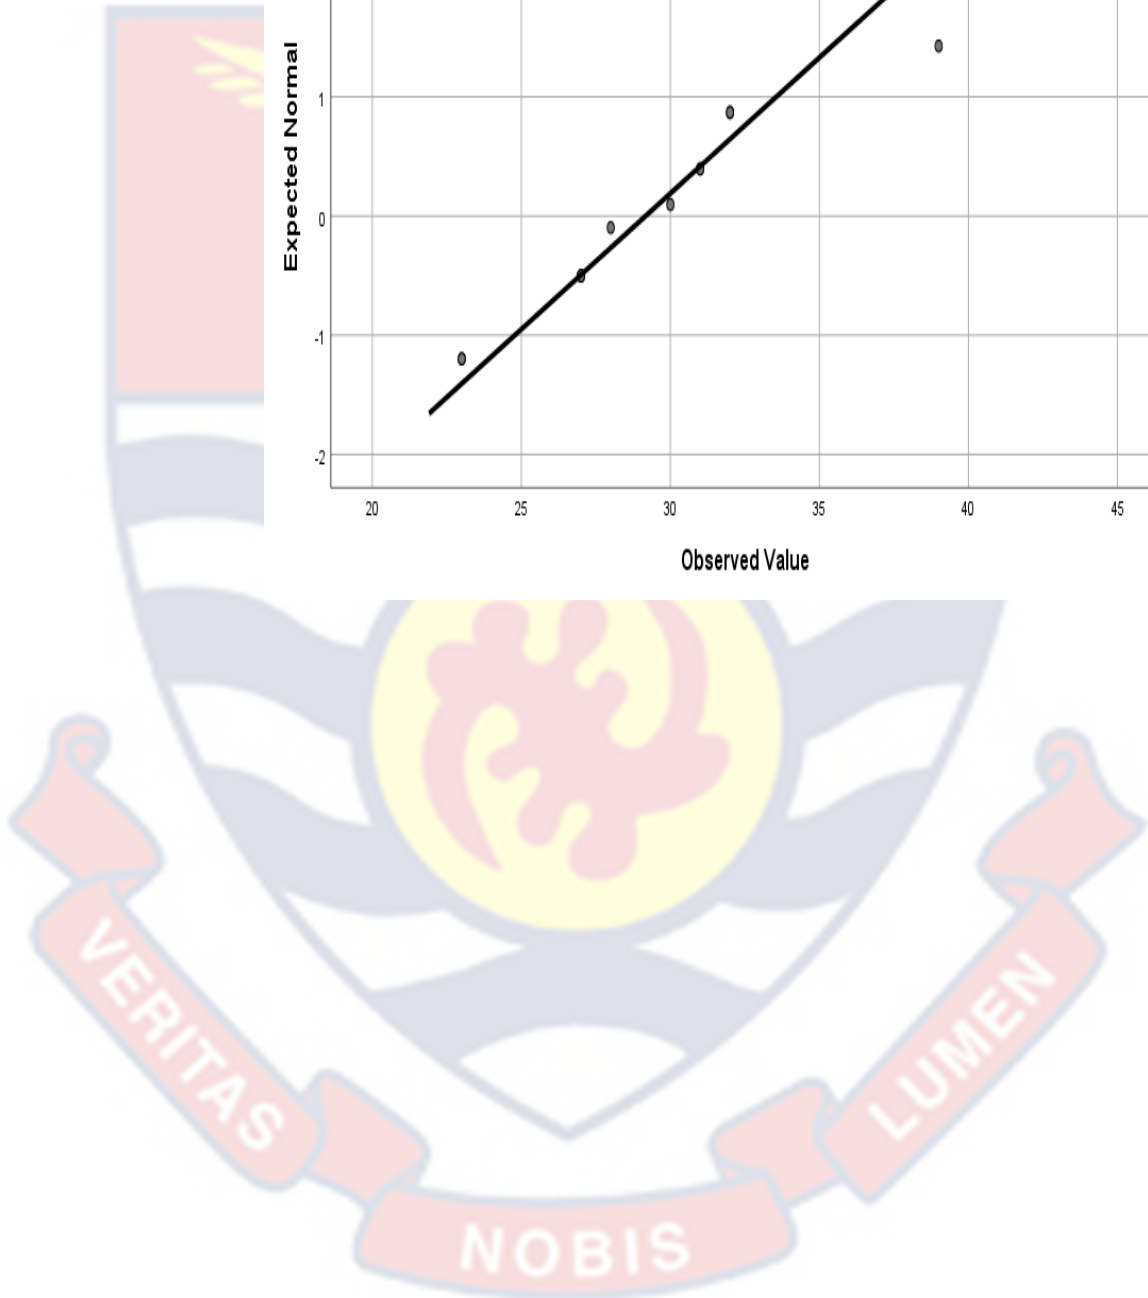 Expected Normal
1
0
-1
-2
20 25 30 35 40 45
Observed Value
VERITAS
NOBIS
LUMEN